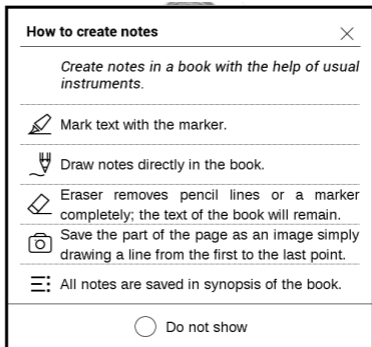 How to create notes
Create notes in a book with the help of usual
instruments.
Mark text with the marker.
Draw notes directly in the book.
Eraser removes pencil lines or a marker
completely; the text of the book will remain.
Save the part of the page as an image simply
drawing a line from the first to the last point.
All notes are saved in synopsis of the book.
Do not show